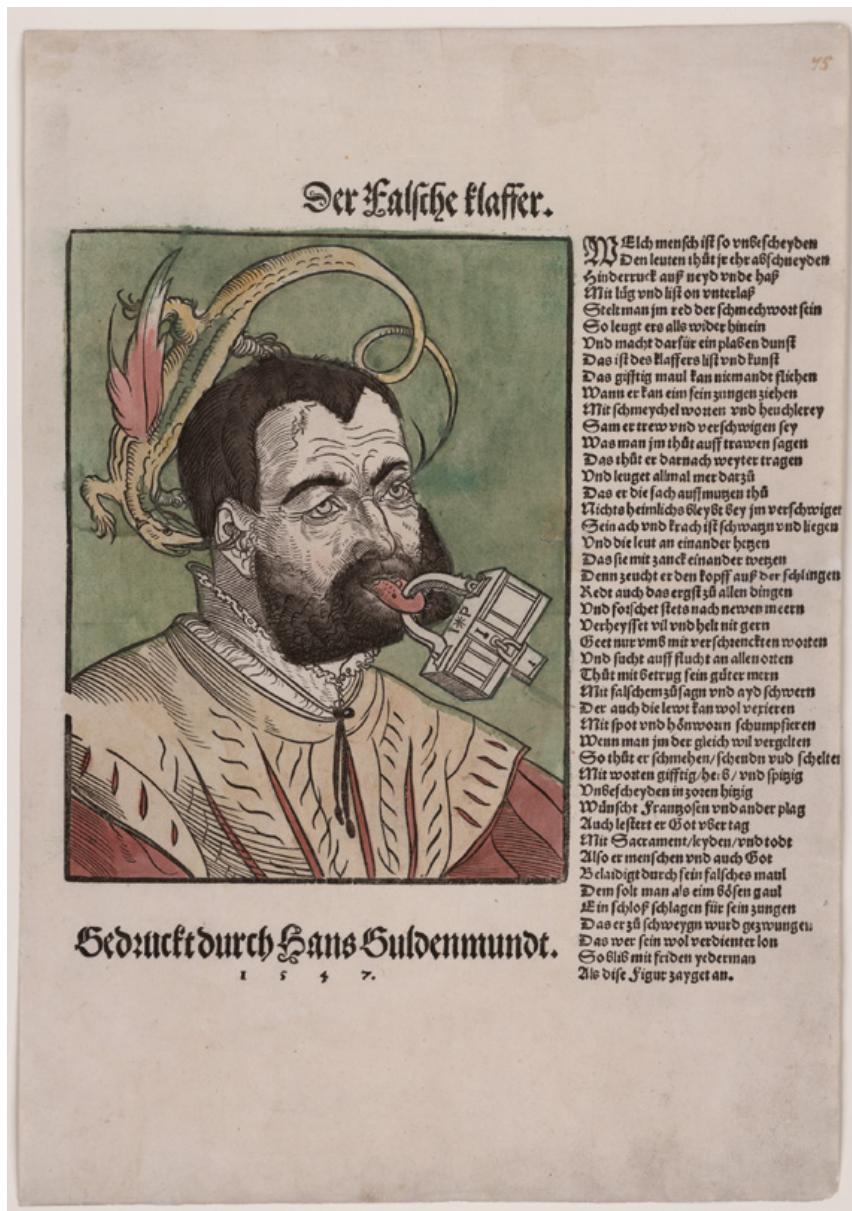 75
Der Falsche klaffer.
WElch mensch ist so vnbescheyden
Den leuten thůt jr ehr abschneyden
Hinderruck auß neyd vnde haß
Mit lüg vnd list on vnterlaß
Stelt man jm red der schmechwort sein
So leugt ers alls wider hinein
Vnd macht darfür ein plaben dunst
Das ist des klaffers list vnd kunst
Das gifftig maul kan niemandt fliehen
Wann er kan eim sein zungen ziehen
Mit schmeychel worten vnd heuchlerey
Sam er trew vnd verschwigen sey
Was man jm thůt auff trawen sagen
Das thůt er darnach weyter tragen
Vnd leuget allmal mer darzů
Das er die sach auffmutzen thů
Nichts heimlichs bleybt bey jm verschwigen
Sein ach vnd krach ist schwatzn vnd liegen
Vnd die leut an einander hetzen
Das sie mit zanck einander wetzen
Denn zeucht er den kopff auß der schlingen
Redt auch das ergst zů allen dingen
Vnd forschet stets nach newen meern
Verheysset vil vnd helt nit gern
Geet nur vmb mit verschrenckten worten
Vnd sucht auff flucht an allen orten
Thůt mit betrug sein güter mern
Mit falschem zůsagn vnd ayd schwern
Der auch die lewt kan wol vexieren
Mit spot vnd hönworrn schumpfieren
Wenn man jm der gleich wil vergelten
So thůt er schmehen/schendn vnd schelten
Mit worten gifftig/herb/vnd spitzig
Vnbescheyden in zoren hitzig
Wünscht Frantzosen vnd ander plag
Auch lestert er Got vber tag
Mit Sacrament/leyden/vnd todt
Also er menschen vnd auch Got
Belaidigt durch sein falsches maul
Dem solt man als eim bösen gaul
Ein schloß schlagen für sein zungen
Das er zů schweygn wurd gezwungen
Das wer sein wol verdienter lon
So blib mit friden yederman
Als dise Figur zayget an.
I*P
Gedruckt durch Hans Guldenmundt.
1 5 4 7.